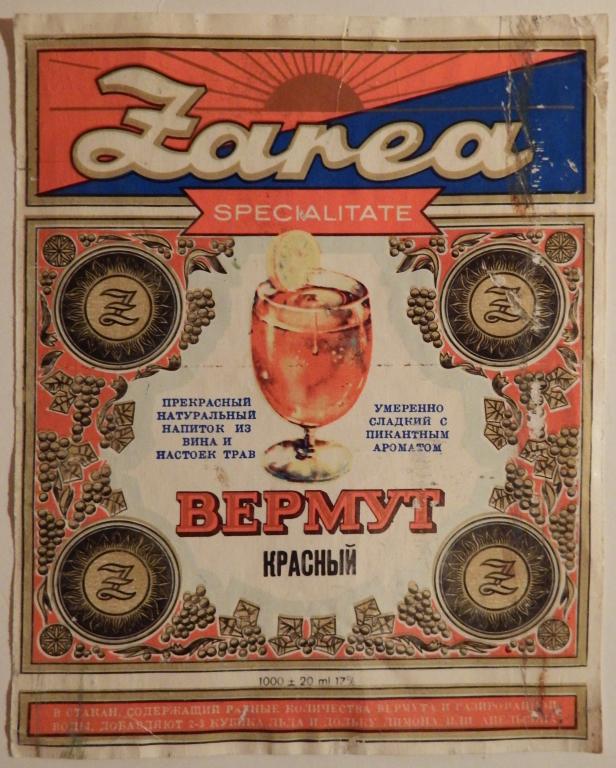 Zarea
SPECIALITATE
Z Z
ПРЕКРАСНЫЙ
НАТУРАЛЬНЫЙ
НАПИТОК ИЗ
ВИНА И
НАСТОЕК ТРАВ
УМЕРЕННО
СЛАДКИЙ С
ПИКАНТНЫМ
АРОМАТОМ
ВЕРМУТ
КРАСНЫЙ
Z Z
1000 ± 20 ml 17%
В СТАКАН, СОДЕРЖАЩИЙ РАВНЫЕ КОЛИЧЕСТВА ВЕРМУТА И ГАЗИРОВАННОЙ
ВОДЫ, ДОБАВЛЯЮТ 2-3 КУБИКА ЛЬДА И ДОЛЬКУ ЛИМОНА ИЛИ АПЕЛЬСИНА